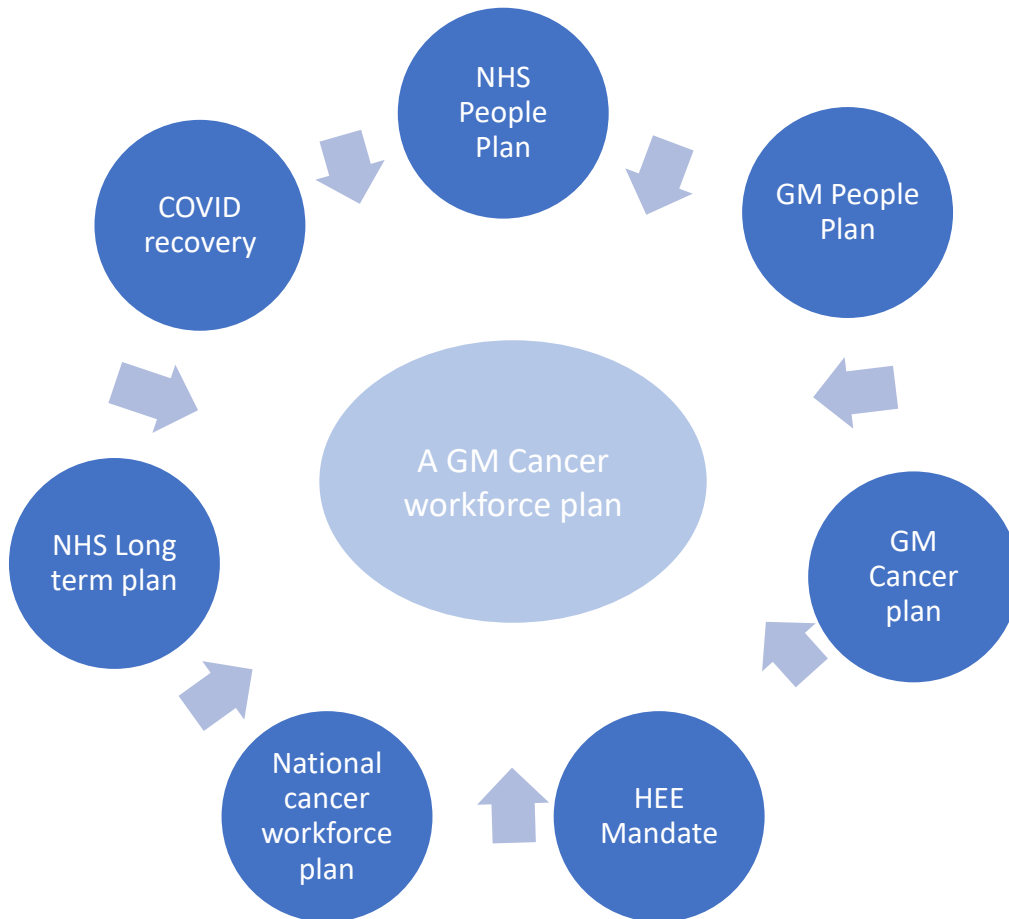 NHS
People
Plan
COVID
recovery
GM People
Plan
A GM Cancer
workforce plan
NHS Long
term plan
GM
Cancer
plan
National
cancer
workforce
plan
HEE
Mandate